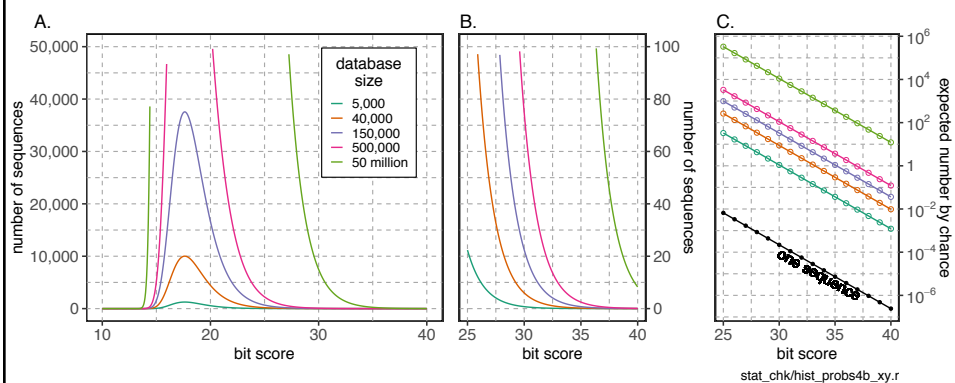 A.
number of sequences
50,000
40,000
30,000
20,000
10,000
0
10
20
30
40
bit score
database
size
5,000
40,000
150,000
500,000
50 million
B.
100
80
60
40
20
0
number of sequences
25
30
35
40
bit score
C.
10^6
10^4
10^2
1
10^−2
10^−4
10^−6
expected number by chance
one sequence
25
30
35
40
bit score
stat_chk/hist_probs4b_xy.r